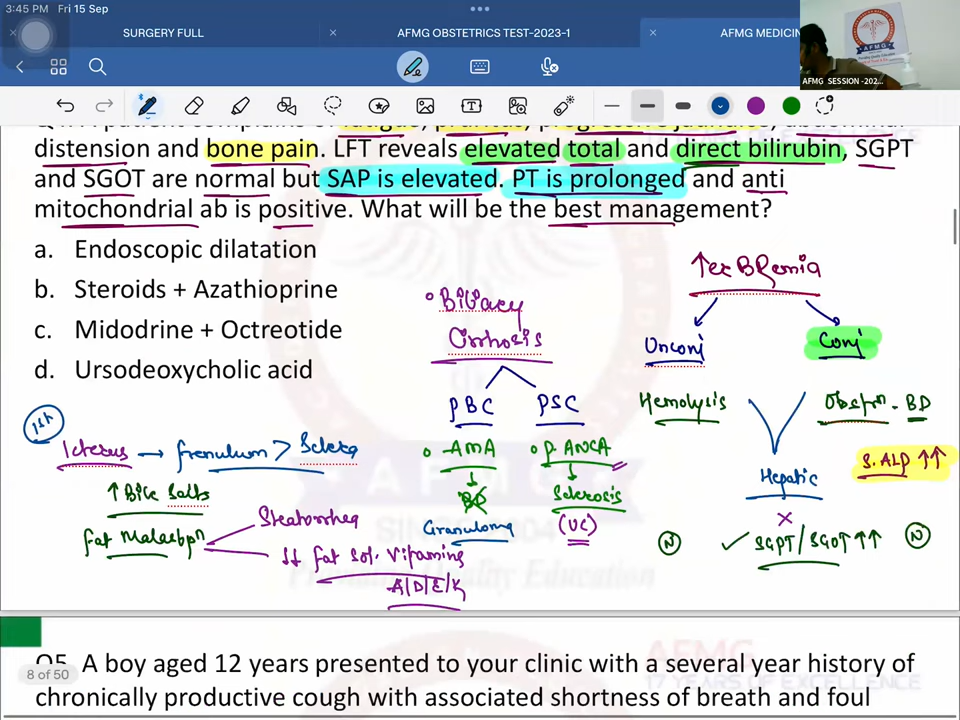 3:45 PM Fri 15 Sep
SURGERY FULL
AFMG OBSTETRICS TEST-2023-1
AFMG MEDICIN
AFMG SESSION -202...
distension and bone pain. LFT reveals elevated total and direct bilirubin, SGPT
and SGOT are normal but SAP is elevated. PT is prolonged and anti
mitochondrial ab is positive. What will be the best management?
a. Endoscopic dilatation
b. Steroids + Azathioprine
c. Midodrine + Octreotide
d. Ursodeoxycholic acid
1st
Icterus → frenulum > Sclera
↑ Bile Salts
fat Malabpn
Steatorrhea
↓↓ fat Sol. Vitamins
A/D/E/K
Biliary
Cirrhosis
PBC
PSC
AMA
P. ANCA
Granuloma
Sclerosis
(UC)
Unconj
Conj
Hemolysis
Obstrn - BD
Hepatic
S. ALP ↑↑
N
✓ SGPT/SGOT ↑↑
N
AFMG
17 YEARS OF EXCELLENCE
8 of 50
Q5. A boy aged 12 years presented to your clinic with a several year history of
chronically productive cough with associated shortness of breath and foul